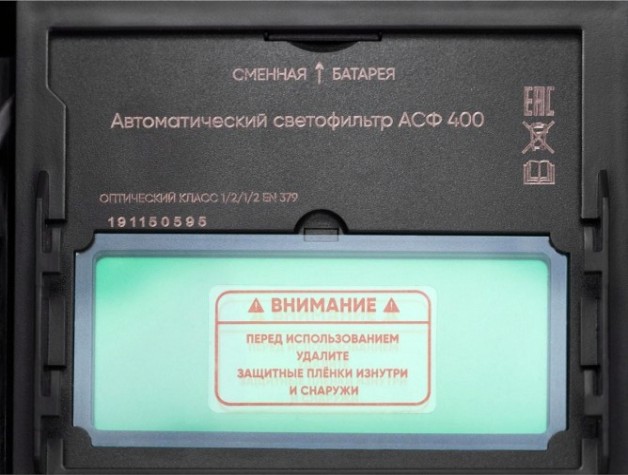 СМЕННАЯ ↑ БАТАРЕЯ
EAC
Автоматический светофильтр АСФ 400
ОПТИЧЕСКИЙ КЛАСС 1/2/1/2 EN 379
191150595
ВНИМАНИЕ
ПЕРЕД ИСПОЛЬЗОВАНИЕМ
УДАЛИТЕ
ЗАЩИТНЫЕ ПЛЁНКИ ИЗНУТРИ
И СНАРУЖИ